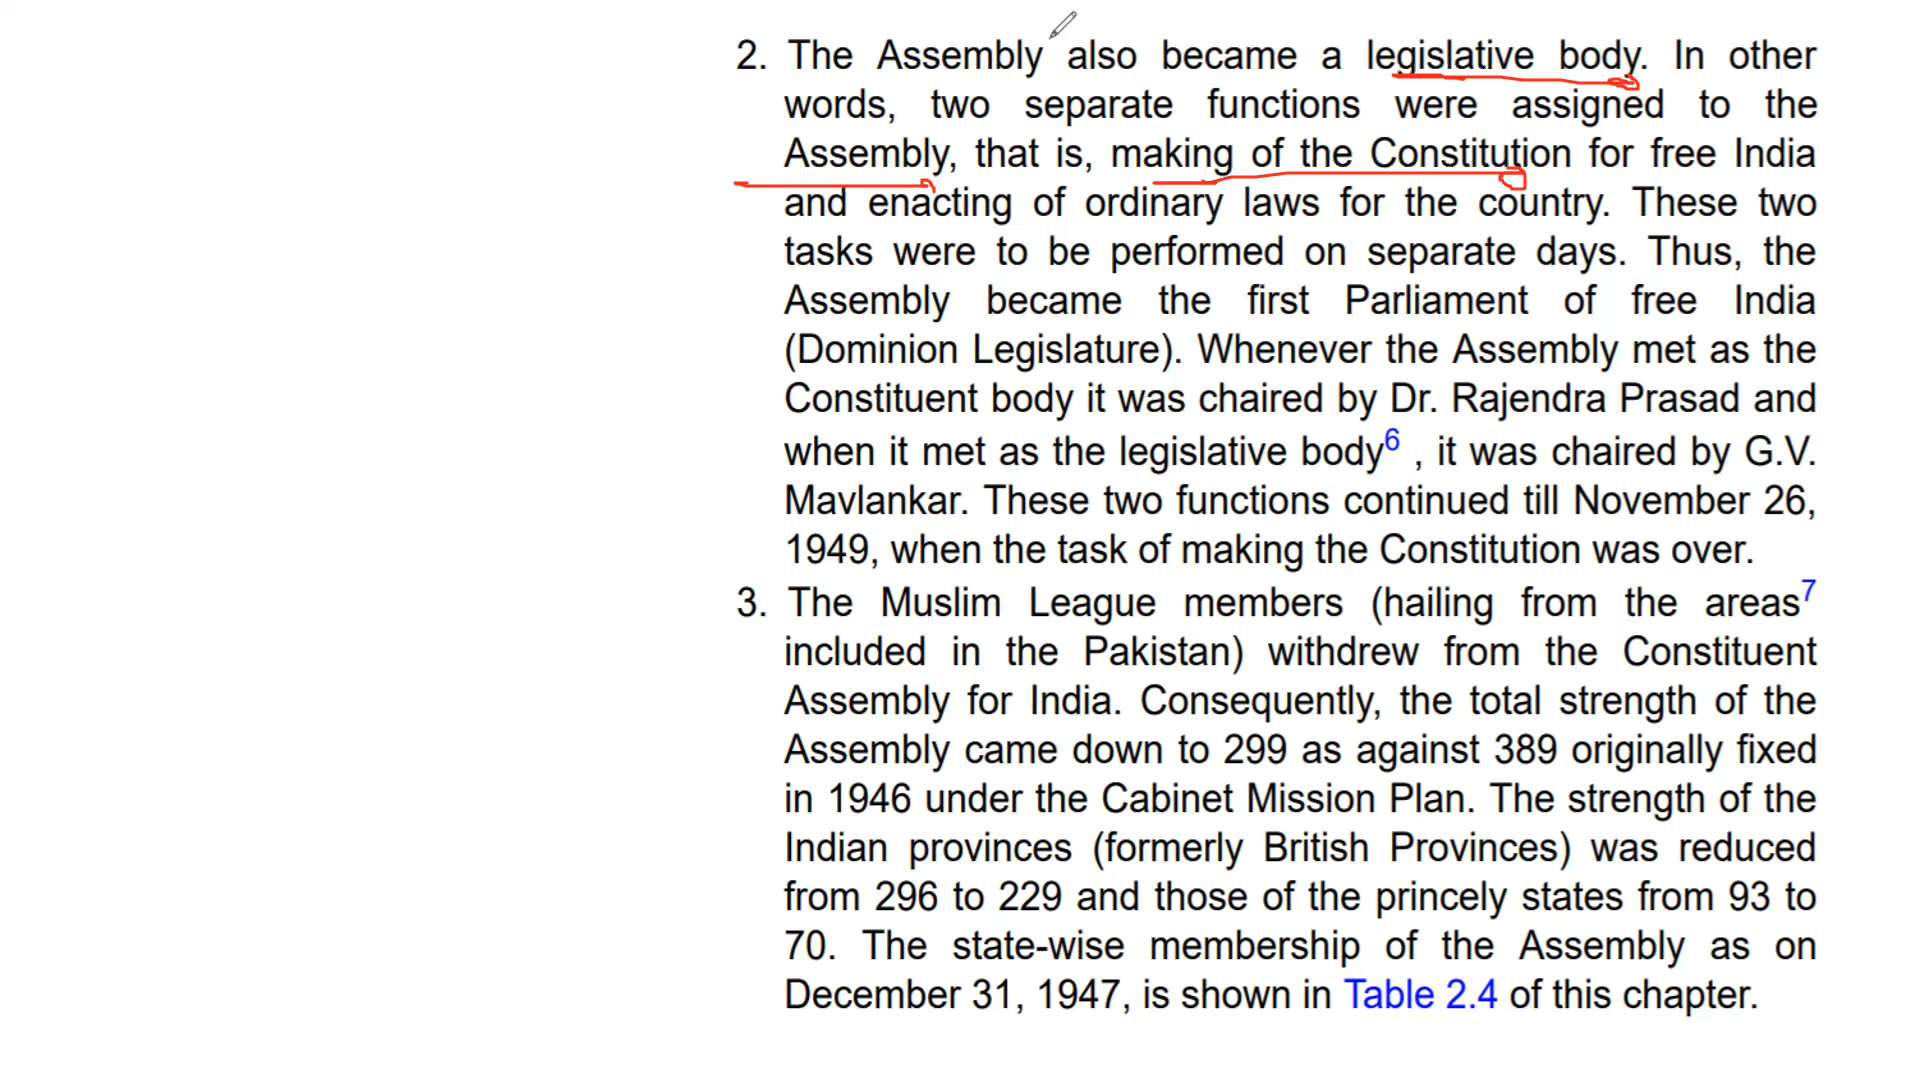 2. The Assembly also became a legislative body. In other
words, two separate functions were assigned to the
Assembly, that is, making of the Constitution for free India
and enacting of ordinary laws for the country. These two
tasks were to be performed on separate days. Thus, the
Assembly became the first Parliament of free India
(Dominion Legislature). Whenever the Assembly met as the
Constituent body it was chaired by Dr. Rajendra Prasad and
when it met as the legislative body6 , it was chaired by G.V.
Mavlankar. These two functions continued till November 26,
1949, when the task of making the Constitution was over.
3. The Muslim League members (hailing from the areas7
included in the Pakistan) withdrew from the Constituent
Assembly for India. Consequently, the total strength of the
Assembly came down to 299 as against 389 originally fixed
in 1946 under the Cabinet Mission Plan. The strength of the
Indian provinces (formerly British Provinces) was reduced
from 296 to 229 and those of the princely states from 93 to
70. The state-wise membership of the Assembly as on
December 31, 1947, is shown in Table 2.4 of this chapter.